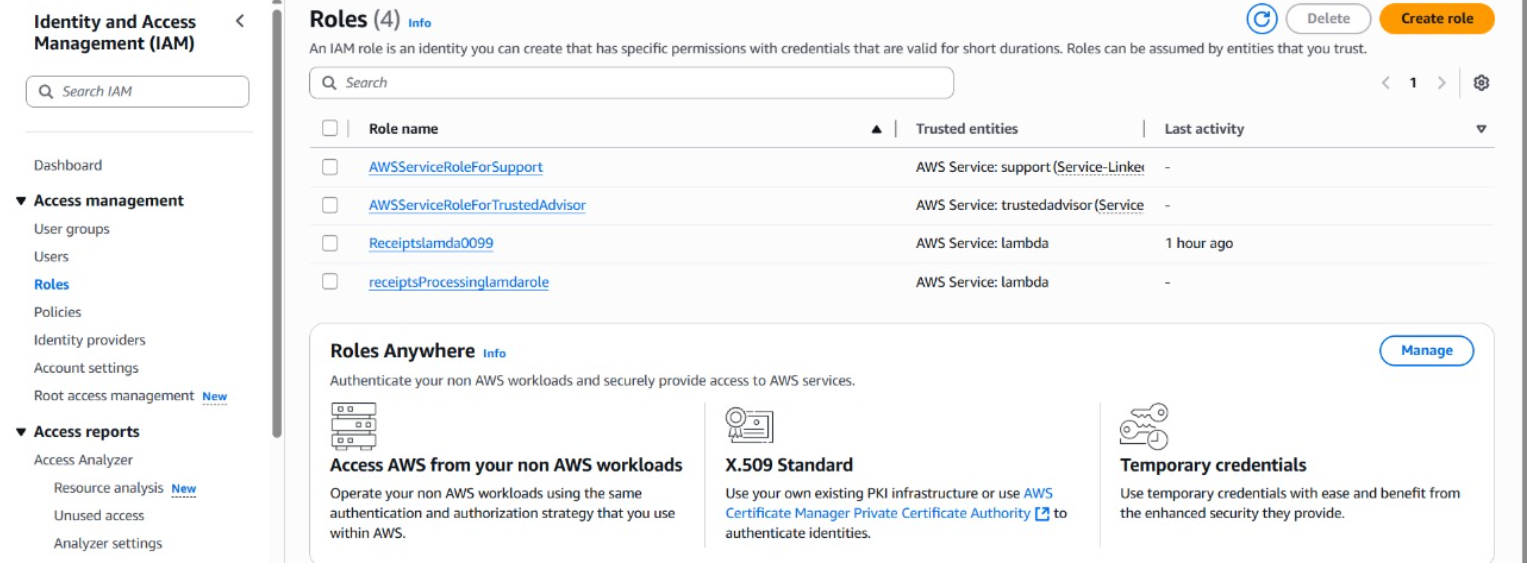 Identity and Access
Management (IAM)
Search IAM
Dashboard
Access management
User groups
Users
Roles
Policies
Identity providers
Account settings
Root access management New
Access reports
Access Analyzer
Resource analysis New
Unused access
Analyzer settings
Roles (4) Info
Delete
Create role
An IAM role is an identity you can create that has specific permissions with credentials that are valid for short durations. Roles can be assumed by entities that you trust.
Search
1
Role name Trusted entities Last activity
AWSServiceRoleForSupport AWS Service: support (Service-Linked -
AWSServiceRoleForTrustedAdvisor AWS Service: trustedadvisor (Service -
Receiptslamda0099 AWS Service: lambda 1 hour ago
receiptsProcessinglamdarole AWS Service: lambda -
Roles Anywhere Info
Manage
Authenticate your non AWS workloads and securely provide access to AWS services.
Access AWS from your non AWS workloads
Operate your non AWS workloads using the same
authentication and authorization strategy that you use
within AWS.
X.509 Standard
Use your own existing PKI infrastructure or use AWS
Certificate Manager Private Certificate Authority to
authenticate identities.
Temporary credentials
Use temporary credentials with ease and benefit from
the enhanced security they provide.